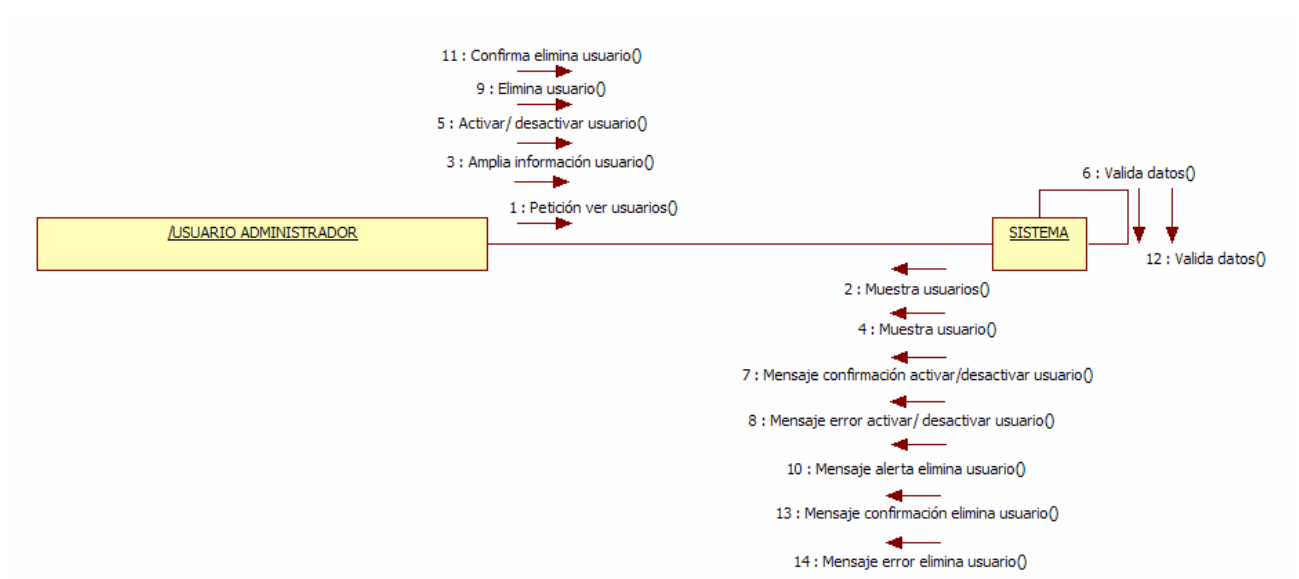 11 : Confirma elimina usuario()
9 : Elimina usuario()
5 : Activar/ desactivar usuario()
3 : Amplia información usuario()
6 : Valida datos()
1 : Petición ver usuarios()
/USUARIO ADMINISTRADOR
SISTEMA
12 : Valida datos()
2 : Muestra usuarios()
4 : Muestra usuario()
7 : Mensaje confirmación activar/desactivar usuario()
8 : Mensaje error activar/ desactivar usuario()
10 : Mensaje alerta elimina usuario()
13 : Mensaje confirmación elimina usuario()
14 : Mensaje error elimina usuario()